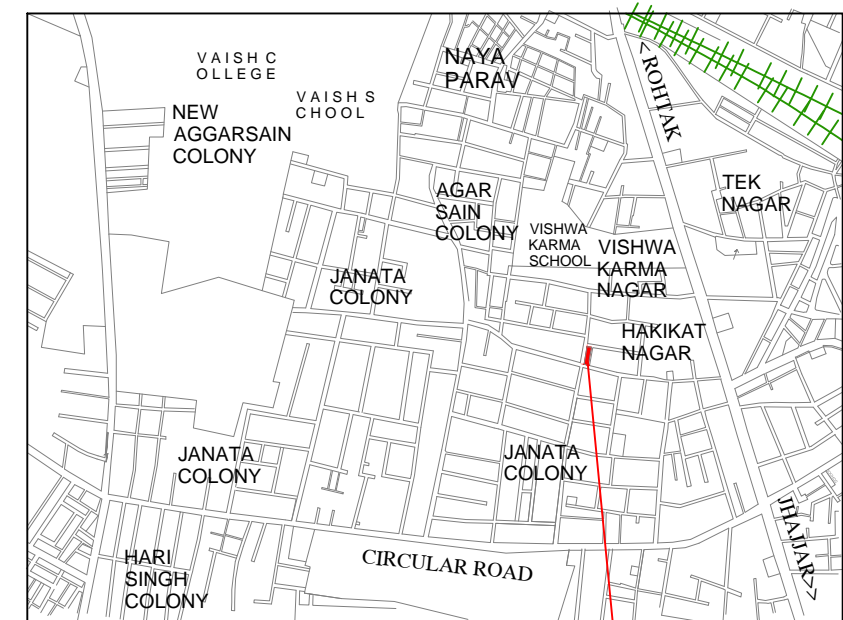 VAISH C
OLLEGE
VAISH S
CHOOL
NAYA
PARAV
< ROHTAK
NEW
AGGARSAIN
COLONY
TEK
NAGAR
AGAR
SAIN
COLONY
VISHWA
KARMA
SCHOOL
VISHWA
KARMA
NAGAR
JANATA
COLONY
HAKIKAT
NAGAR
JANATA
COLONY
JANATA
COLONY
JHAJJAR>>
CIRCULAR ROAD
HARI
SINGH
COLONY